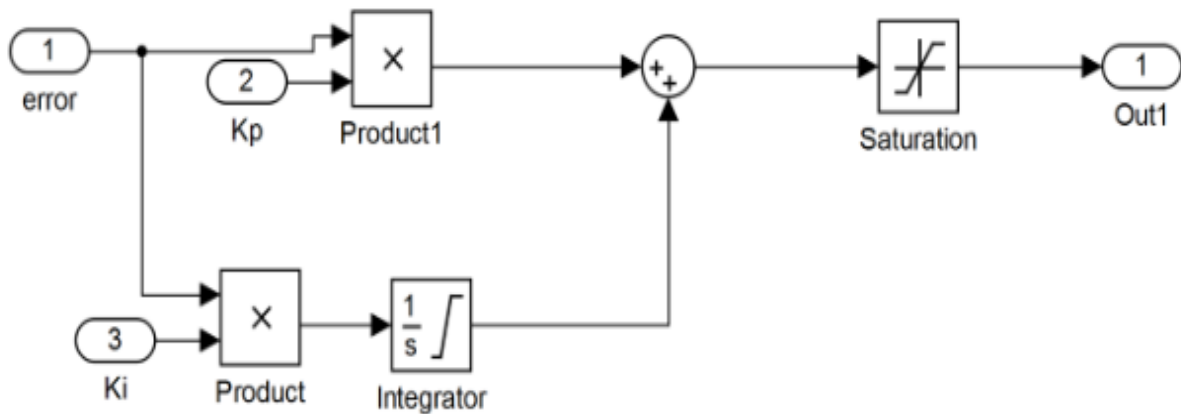 1
error
2
Kp
×
Product1
+
+
Saturation
1
Out1
3
Ki
×
Product
1
s
Integrator